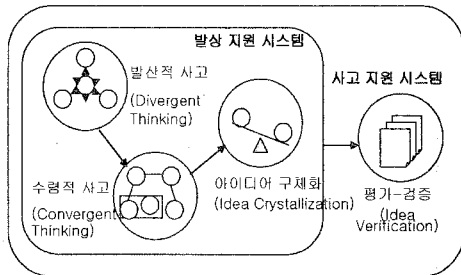 발상 지원 시스템
발산적 사고
(Divergent
Thinking)
사고 지원 시스템
수령적 사고
(Convergent
Thinking)
아이디어 구체화
(Idea Crystallization)
평가-검증
(Idea
Verification)